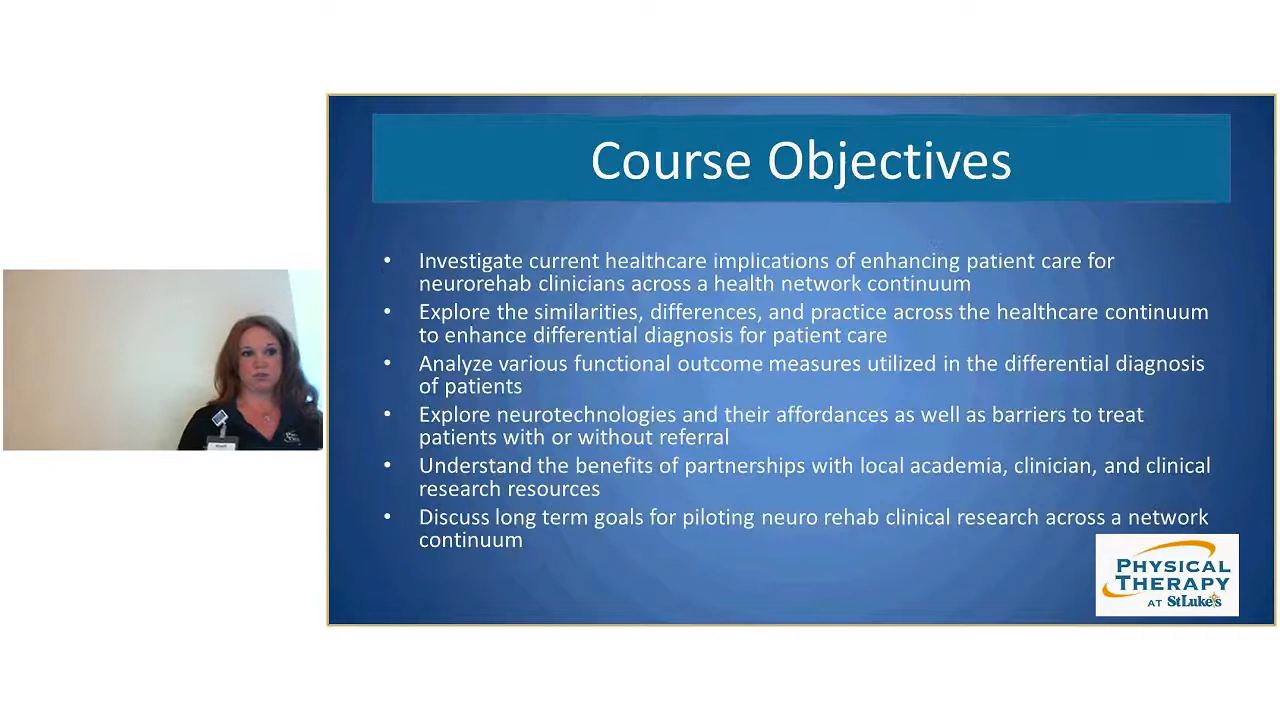 Course Objectives
• Investigate current healthcare implications of enhancing patient care for
neurorehab clinicians across a health network continuum
• Explore the similarities, differences, and practice across the healthcare continuum
to enhance differential diagnosis for patient care
• Analyze various functional outcome measures utilized in the differential diagnosis
of patients
• Explore neurotechnologies and their affordances as well as barriers to treat
patients with or without referral
• Understand the benefits of partnerships with local academia, clinician, and clinical
research resources
• Discuss long term goals for piloting neuro rehab clinical research across a network
continuum
PHYSICAL
THERAPY
AT StLuke's